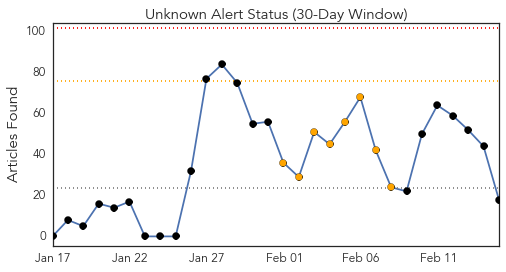 Unknown Alert Status (30-Day Window)
Articles Found
100
80
60
40
20
0
Jan 17 Jan 22 Jan 27 Feb 01 Feb 06 Feb 11